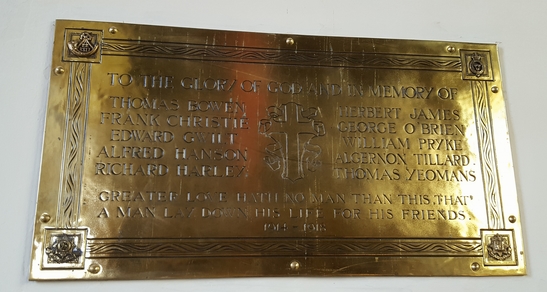 TO THE GLORY OF GOD AND IN MEMORY OF
THOMAS BOWEN
FRANK CHRISTIE
EDWARD GWILT
ALFRED HANSON
RICHARD HARLEY
HERBERT JAMES
GEORGE O'BRIEN
WILLIAM PRYKE
ALGERNON TILLARD
THOMAS YEOMANS
GREATER LOVE HATH NO MAN THAN THIS, THAT
A MAN LAY DOWN HIS LIFE FOR HIS FRIENDS.
1914-1918